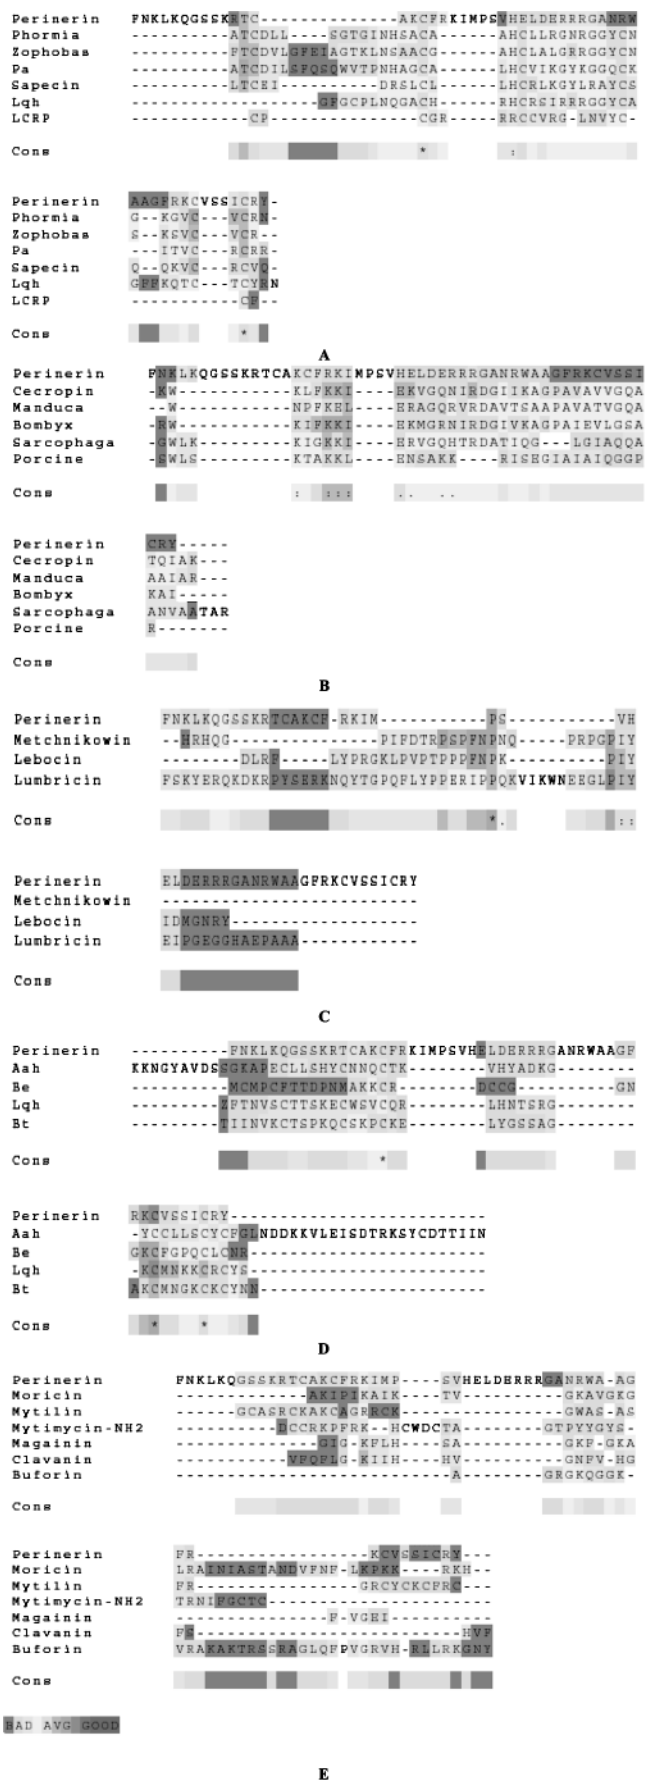 Perinerin FNKLKQGSSKRTC--------------AKCFRKIMPSVHELDERRRGANRW
Phormia ----------ATCDLL----SGTGINHSACA------AHCLLRGNRGGYCN
Zophobas ----------FTCDVLGFEIAGTKLNSAACG------AHCLALGRRGGYCN
Pa ----------ATCDILSFQSQWVTPNHAGCA------LHCVIKGYKGGQCK
Sapecin ----------LTCEI----------DRSLCL------LHCRLKGYLRAYCS
Lqh -------------------GFGCPLNQGACH------RHCRSIRRRGGYCA
LCRP ------------CP---------------CGR-----RRCCVRG-LNVYC-
Cons * :
Perinerin AAGFRKCVSSICRY-
Phormia G--KGVC---VCRN-
Zophobas S--KSVC---VCR--
Pa ---ITVC---RCRR-
Sapecin Q--QKVC---RCVQ-
Lqh GFFKQTC---TCYRN
LCRP -----------CF--
Cons *
A
Perinerin FNKLKQGSSKRTCAKCFRKIMPSVHELDERRRGANRWAAGFRKCVSSI
Cecropin -KW------------KLFKKI----EKVGQNIRDGIIKAGPAVAVVGQA
Manduca --W------------NPFKEL----ERAGQRVRDAVTSAAPAVATVGQA
Bombyx -RW------------KIFKKI----EKMGRNIRDGIVKAGPAIEVLGSA
Sarcophaga -GWLK----------KIGKKI----ERVGQHTRDATIQG---LGIAQQA
Porcine -SWLS----------KTAKKL----ENSAKK----RISEGIAIAIQGGP
Cons : ::: .. ..
Perinerin CRY-----
Cecropin TQIAK---
Manduca AAIAR---
Bombyx KAI-----
Sarcophaga ANVAATAR
Porcine R-------
Cons
B
Perinerin FNKLKQGSSKRTCAKCF-RKIM-----------PS-----------VH
Metchnikowin --HRHQG---------------PIFDTRPSPFNPNQ------PRPGPIY
Lebocin --------DLRF-----LYPRGKLPVPTPPPFNPK----------PIY
Lumbricin FSKYERQKDKRPYSERKNQYTGPQFLYPPERIPPQKVIKWNEEGLPIY
Cons *. ::
Perinerin ELDERRRGANRWAAGFRKCVSSICRY
Metchnikowin --------------------------
Lebocin IDMGNRY-------------------
Lumbricin EIPGEGGHAEPAAA------------
Cons
C
Perinerin ----------FNKLKQGSSKRTCAKCFRKIMPSVHELDERRRGANRWAAGF
Aah KKNGYAVDSSGKAPECLLSHYCNNQCTK--------VHYADKG--------
Be ----------MCMPCFTTDPNMAKKCR-------DCCG-----------GN
Lqh ---------ZFTNVSCTTSKECWSVCQR--------LHNTSRG--------
Bt ---------TIINVKCTSPKQCSKPCKE--------LYGSSAG--------
Cons *
Perinerin RKCVSSICRY--------------------------
Aah -YCCLLSCYCFGLNDDKKVLEISDTRKSYCDTTIIN
Be GKCFGPQCLCNR------------------------
Lqh -KCMNKKCRCYS------------------------
Bt AKCMNGKCKCYNN-----------------------
Cons * *
D
Perinerin FNKLKQGSSKRTCAKCFRKIMP----SVHELDERRRGANRWA-AG
Moricin -------------AKIPIKAIK----TV--------GKAVGKG
Mytilin ------GCASRCKAKCAGRRCK---------------GWAS-AS
Mytimycin-NH2 ----------DCCRKPFRK--HCWDCTA--------GTPYYGYS-
Magainin --------------GIG-KFLH----SA----------GKF-GKA
Clavanin -----------VFQFLG-KIIH----HV----------GNFV-HG
Buforin ---------------------------A--------GRGKQGGK-
Cons
Perinerin FR-----------------KCVSSICRY---
Moricin LRAINIASTANDVFNF-LKPKK----RKH--
Mytilin FR----------------GRCYCKCFRC---
Mytimycin-NH2 TRNIFGCTC----------------------
Magainin ---------------F-VGEI----------
Clavanin FS--------------------------HVF
Buforin VRAKAKTRSSRAGLQFPVGRVH-RLLRKGNY
Cons
BAD AVG GOOD
E